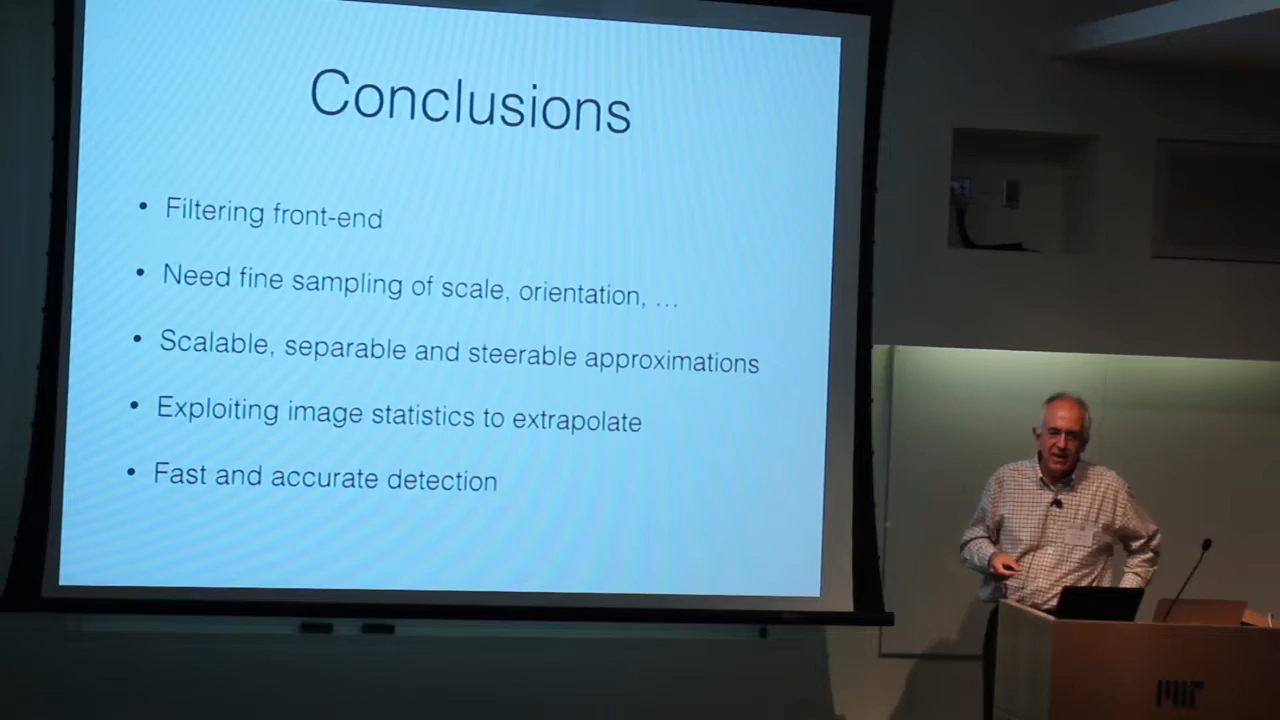 Conclusions
• Filtering front-end
• Need fine sampling of scale, orientation, …
• Scalable, separable and steerable approximations
• Exploiting image statistics to extrapolate
• Fast and accurate detection
MIT